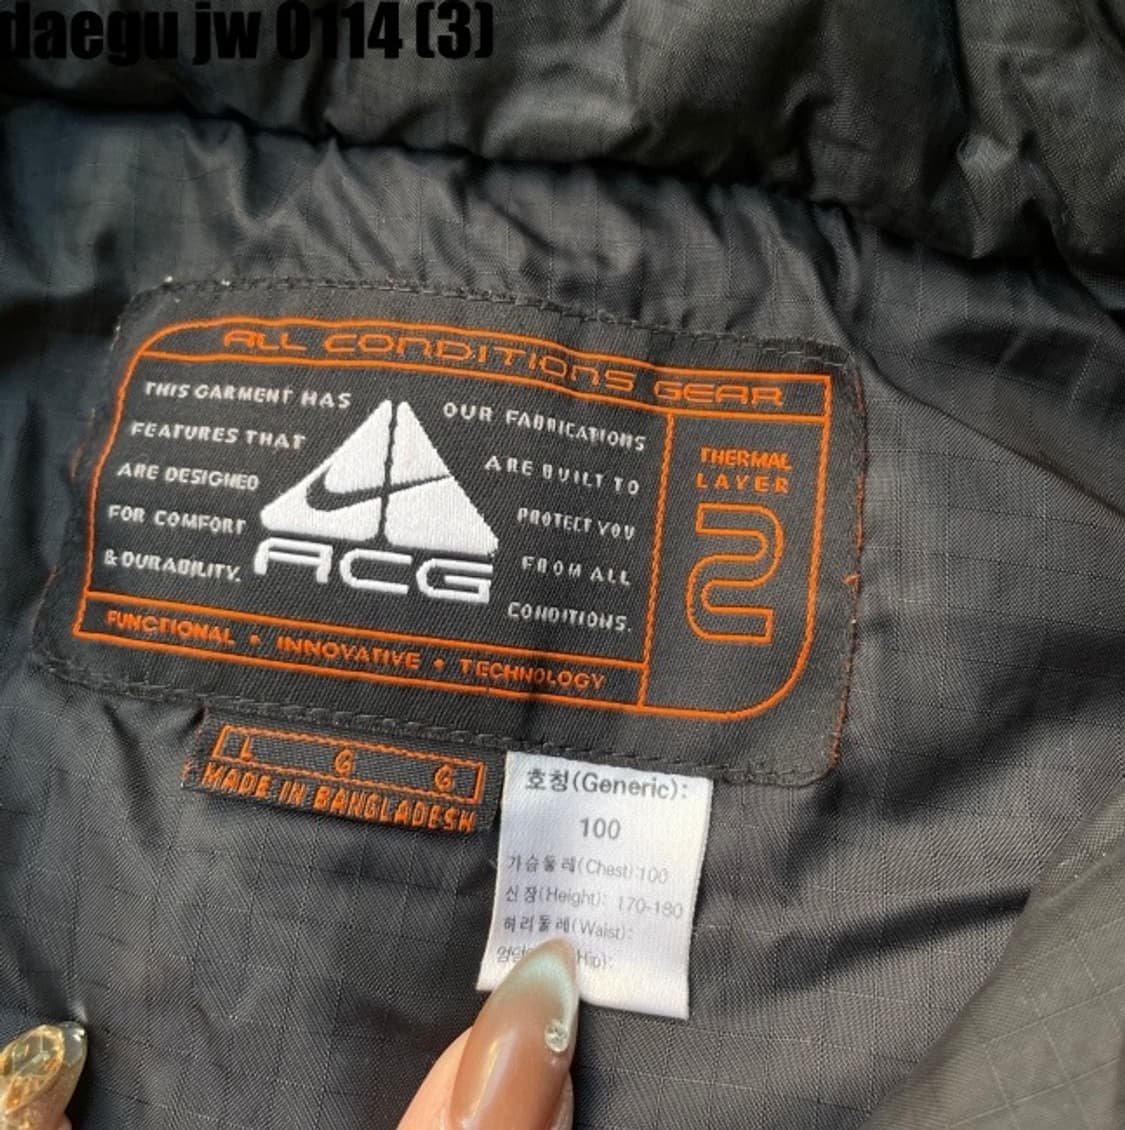 daegu jw 0114 (3)
ALL CONDITIONS GEAR
THIS GARMENT HAS
FEATURES THAT
ARE DESIGNED
FOR COMFORT
& DURABILITY.
ACG
OUR FABRICATIONS
ARE BUILT TO
PROTECT YOU
FROM ALL
CONDITIONS.
THERMAL
LAYER
2
FUNCTIONAL • INNOVATIVE • TECHNOLOGY
L G G
MADE IN BANGLADESH
호칭(Generic):
100
가슴둘레(Chest):100
신장(Height): 170-180
허리둘레(Waist):
Hip):